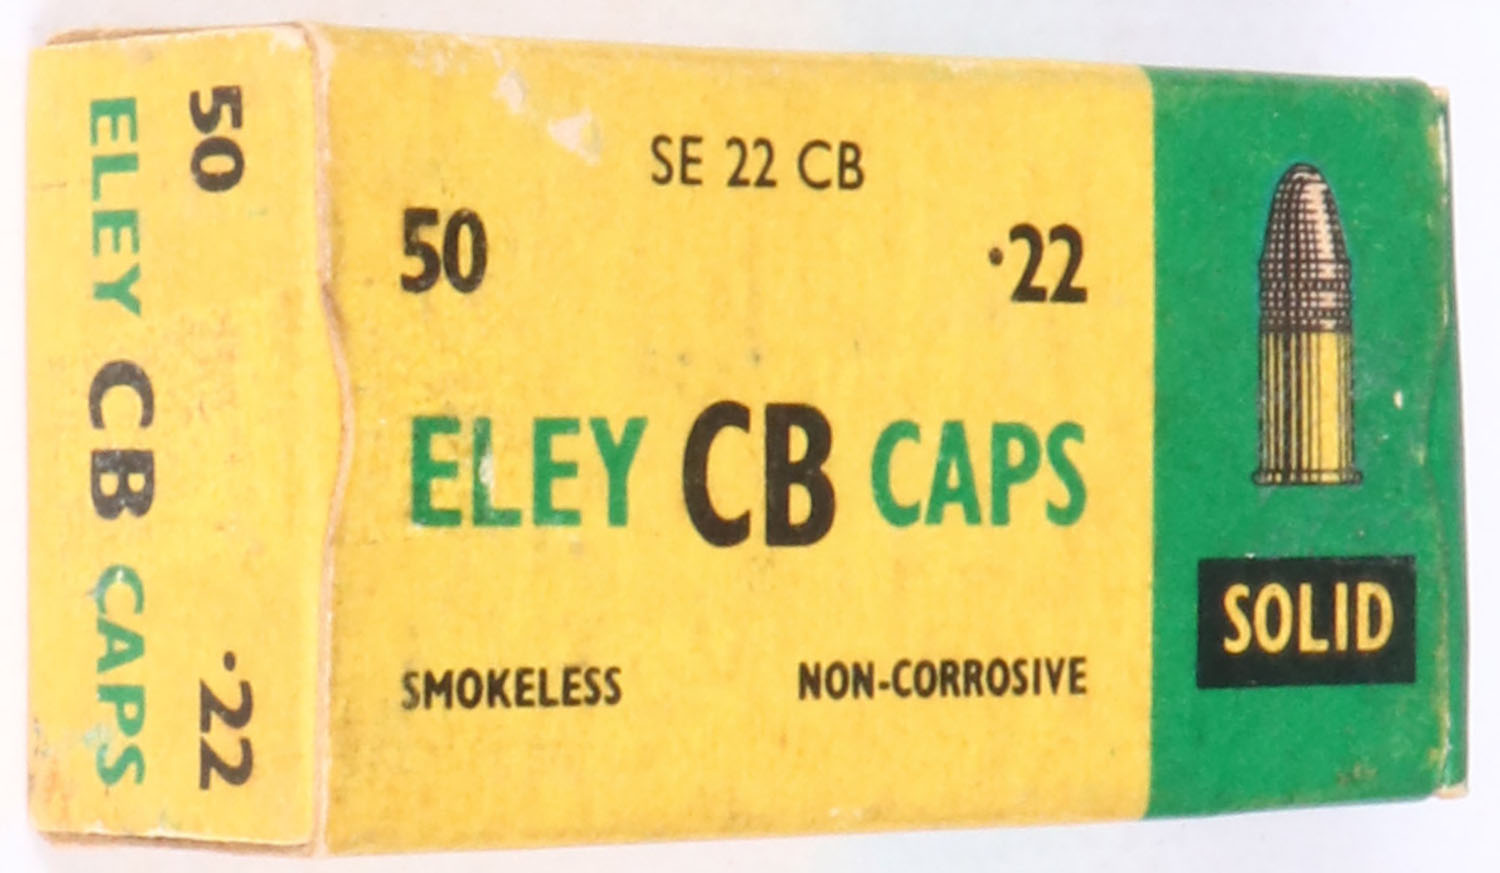 50 .22
ELEY CB CAPS
SE 22 CB
50 .22
ELEY CB CAPS
SMOKELESS NON-CORROSIVE
SOLID